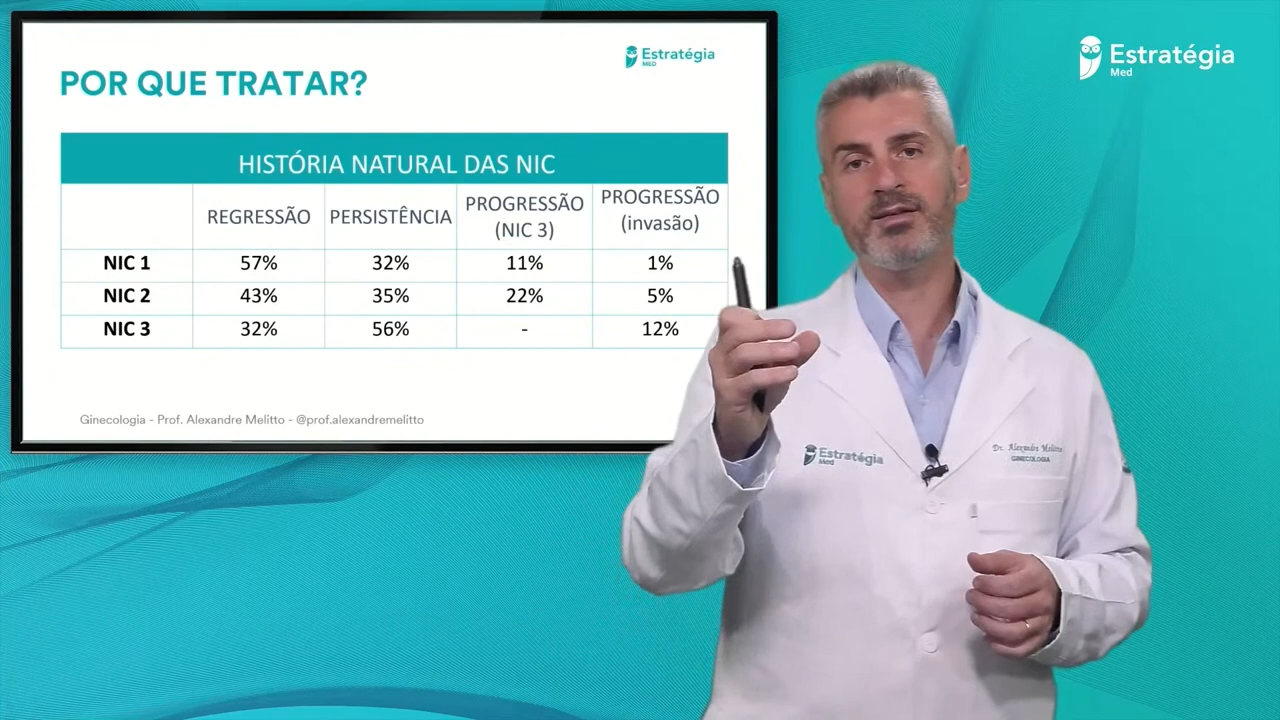 POR QUE TRATAR?
Estratégia
MED
HISTÓRIA NATURAL DAS NIC
REGRESSÃO PERSISTÊNCIA PROGRESSÃO (NIC 3) PROGRESSÃO (invasão)
NIC 1 57% 32% 11% 1%
NIC 2 43% 35% 22% 5%
NIC 3 32% 56% - 12%
Ginecologia - Prof. Alexandre Melitto - @prof.alexandremelitto
Estratégia
Med
Estratégia
Med
Dr. Alexandre Melitto
GINECOLOGIA